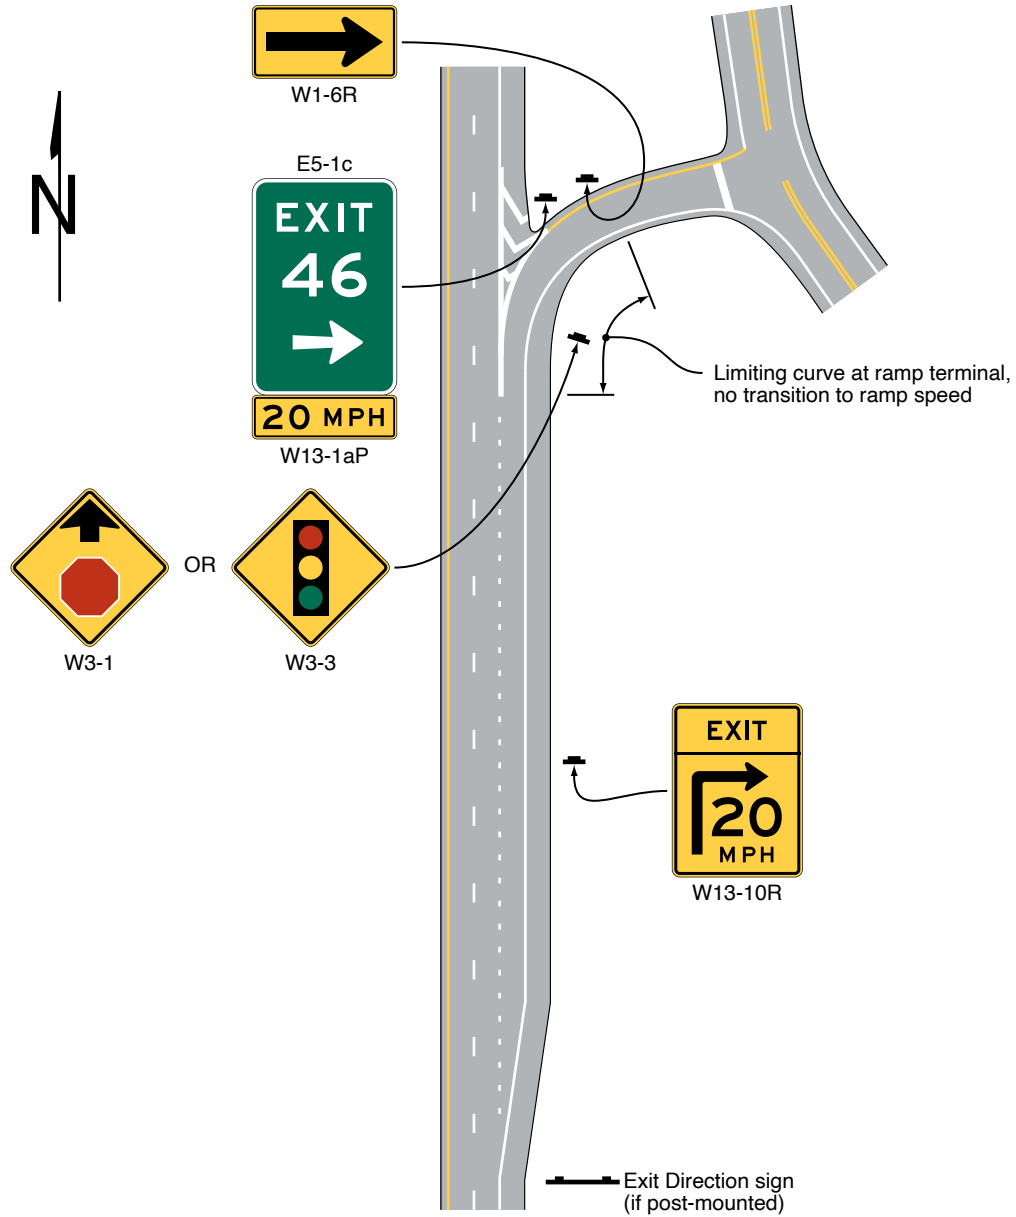 W1-6R
N
E5-1c
EXIT
46
20 MPH
W13-1aP
Limiting curve at ramp terminal,
no transition to ramp speed
OR
W3-1
W3-3
EXIT
20
MPH
W13-10R
Exit Direction sign
(if post-mounted)